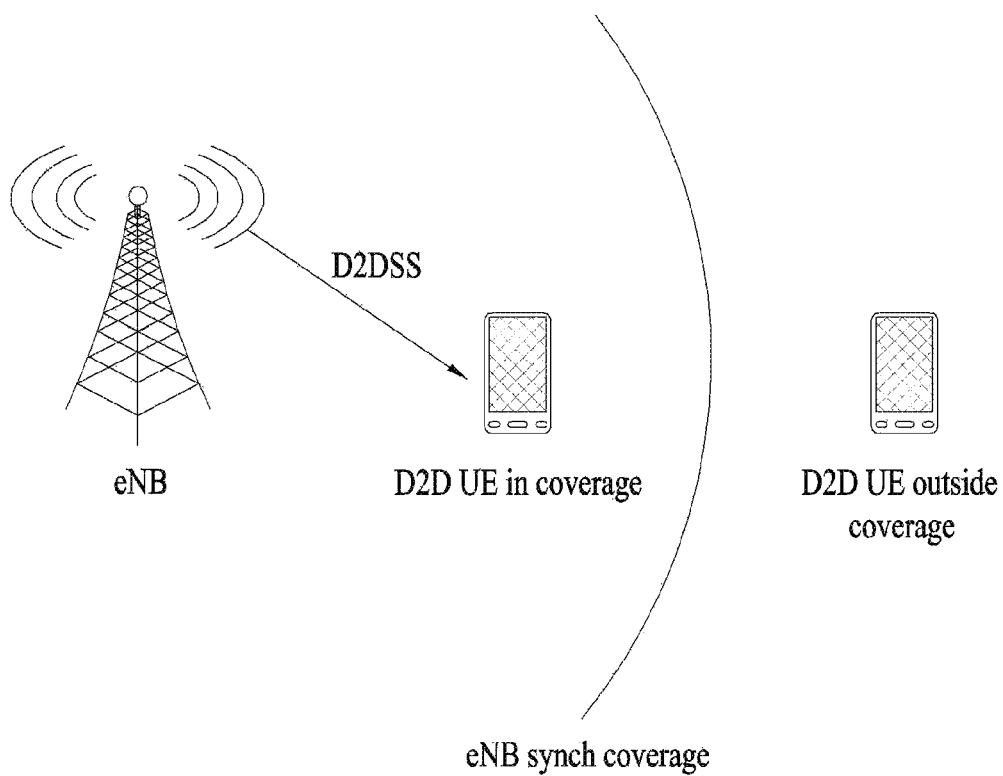 D2DSS
eNB
D2D UE in coverage
D2D UE outside
coverage
eNB synch coverage